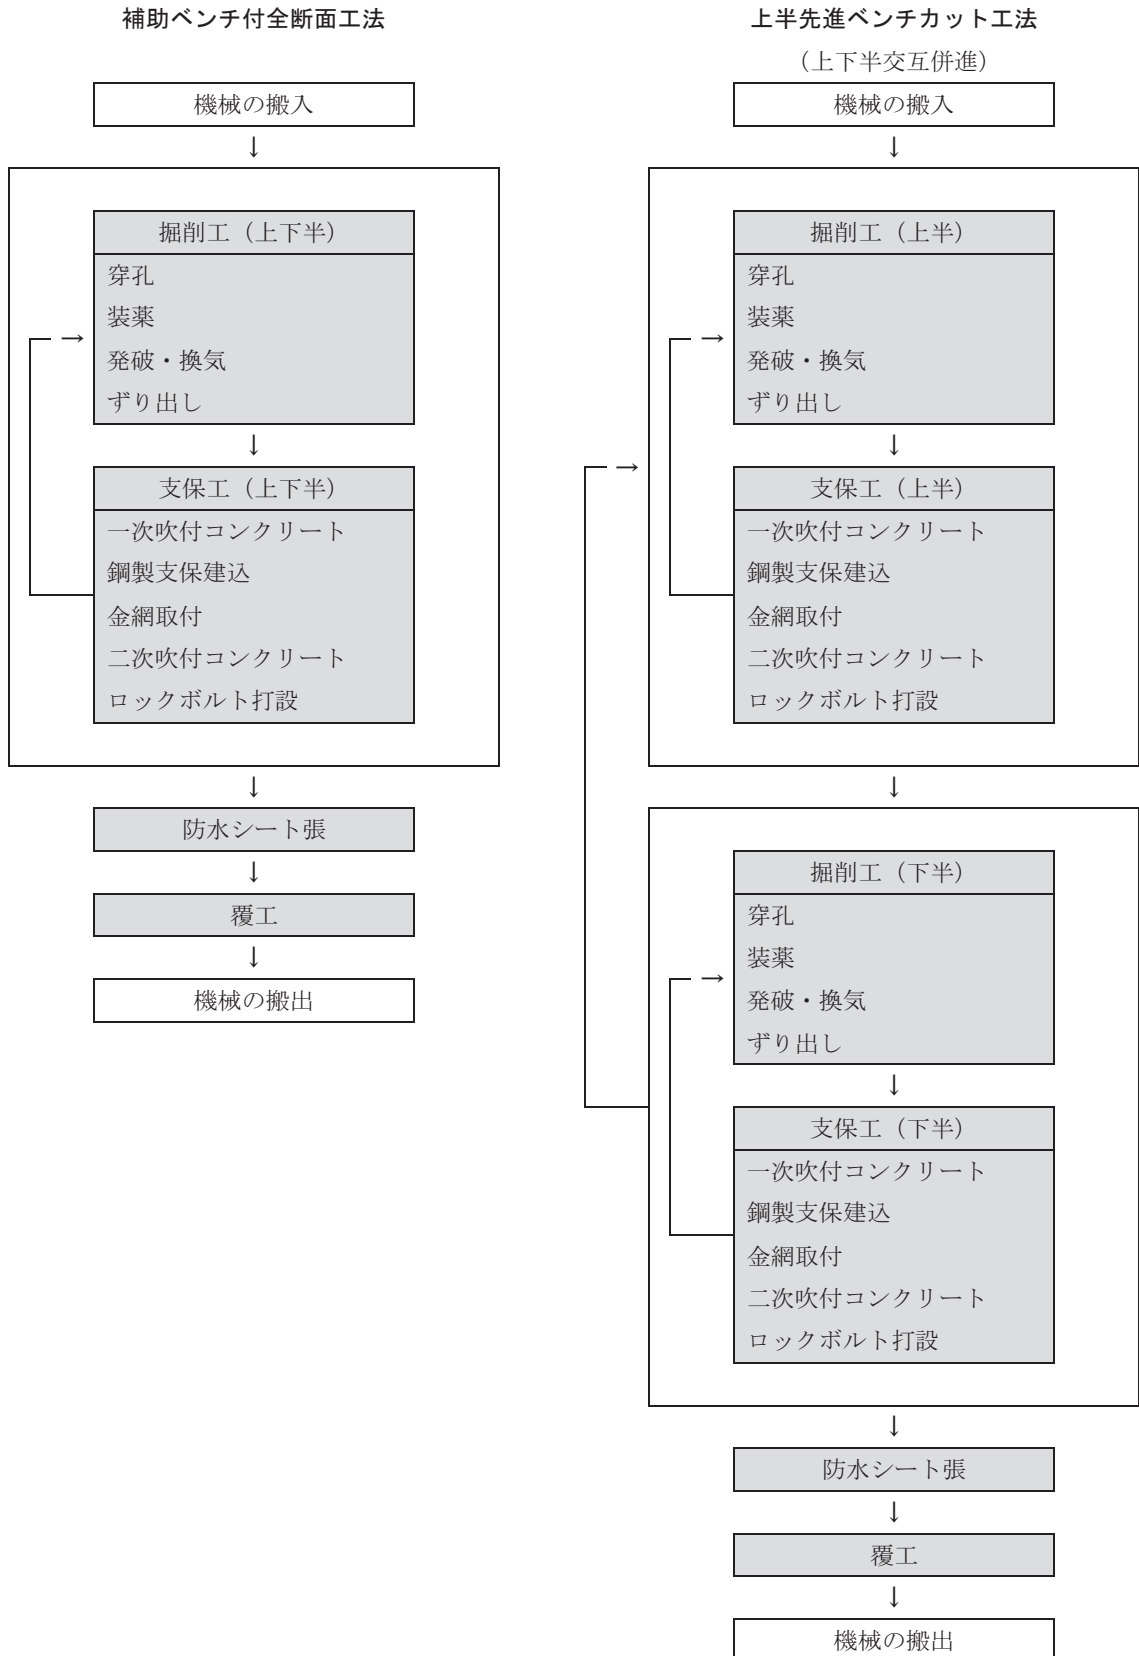 補助ベンチ付全断面工法
機械の搬入
↓
掘削工（上下半）
穿孔
装薬
発破・換気
ずり出し
↓
支保工（上下半）
一次吹付コンクリート
鋼製支保建込
金網取付
二次吹付コンクリート
ロックボルト打設
↓
防水シート張
↓
覆工
↓
機械の搬出
上半先進ベンチカット工法
（上下半交互併進）
機械の搬入
↓
掘削工（上半）
穿孔
装薬
発破・換気
ずり出し
↓
支保工（上半）
一次吹付コンクリート
鋼製支保建込
金網取付
二次吹付コンクリート
ロックボルト打設
↓
掘削工（下半）
穿孔
装薬
発破・換気
ずり出し
↓
支保工（下半）
一次吹付コンクリート
鋼製支保建込
金網取付
二次吹付コンクリート
ロックボルト打設
↓
防水シート張
↓
覆工
↓
機械の搬出